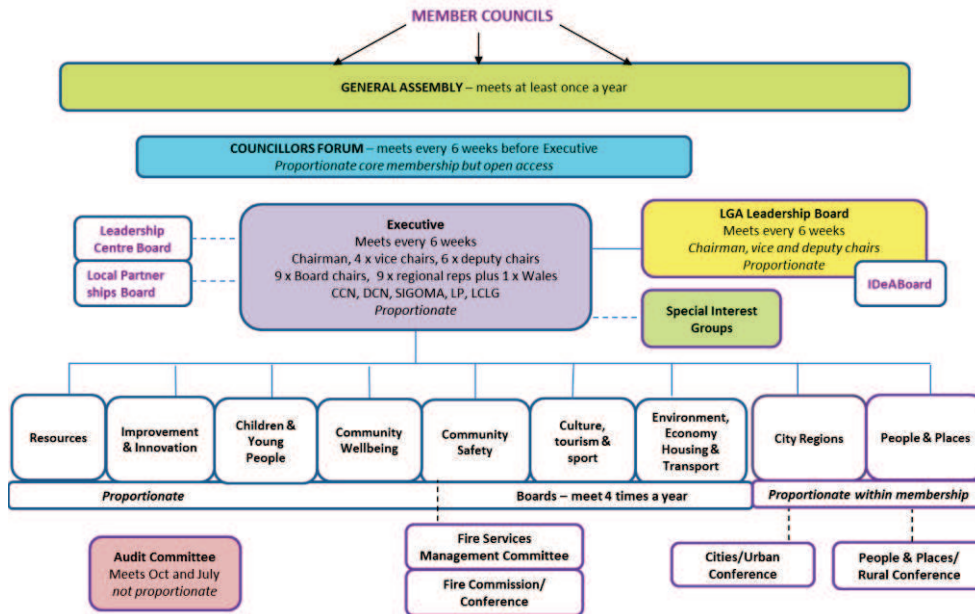 MEMBER COUNCILS
GENERAL ASSEMBLY – meets at least once a year
COUNCILLORS FORUM – meets every 6 weeks before Executive
Proportionate core membership but open access
Leadership
Centre Board
Local Partner
ships Board
Executive
Meets every 6 weeks
Chairman, 4 x vice chairs, 6 x deputy chairs
9 x Board chairs, 9 x regional reps plus 1 x Wales
CCN, DCN, SIGOMA, LP, LCLG
Proportionate
LGA Leadership Board
Meets every 6 weeks
Chairman, vice and deputy chairs
Proportionate
IDeABoard
Special Interest
Groups
Resources
Improvement
& Innovation
Children &
Young
People
Community
Wellbeing
Community
Safety
Culture,
tourism &
sport
Environment,
Economy
Housing &
Transport
City Regions
People & Places
Proportionate
Boards – meet 4 times a year
Proportionate within membership
Audit Committee
Meets Oct and July
not proportionate
Fire Services
Management Committee
Fire Commission/
Conference
Cities/Urban
Conference
People & Places/
Rural Conference